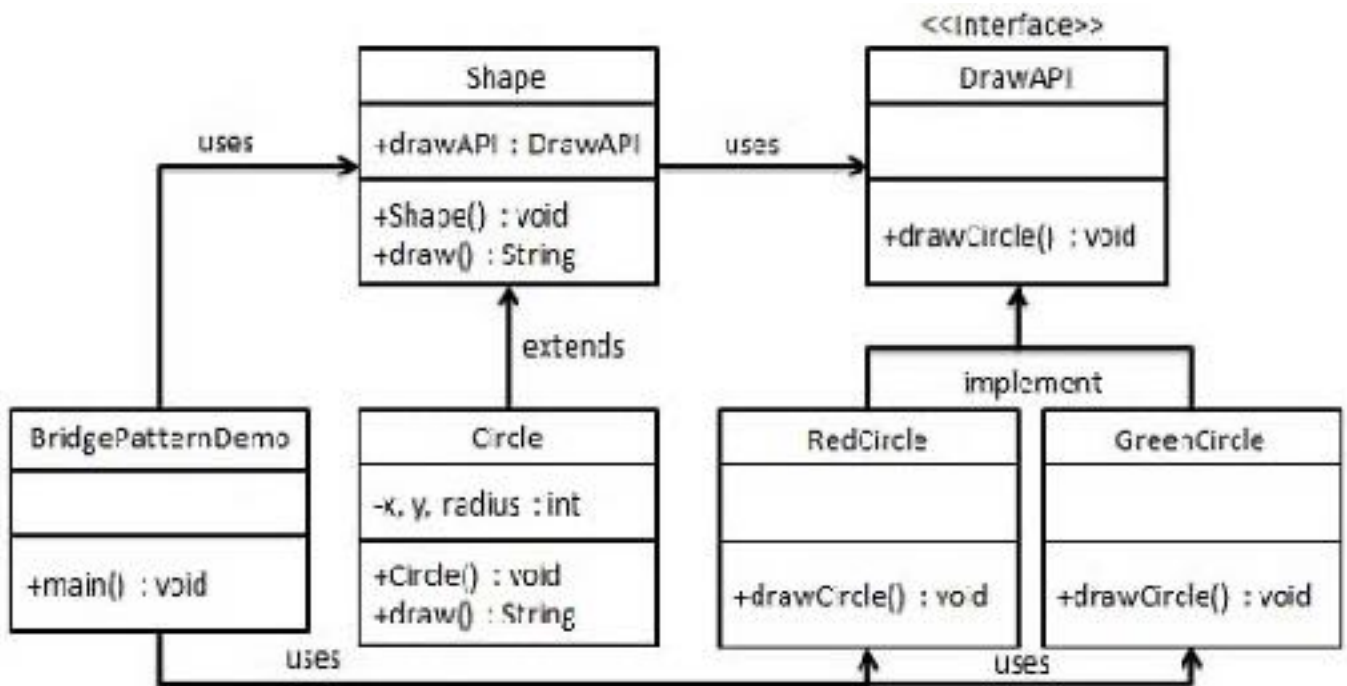 <<Interface>>
Shape
DrawAPI
+drawAPI : DrawAPI
uses
uses
+Shape() : void
+draw() : String
+drawCircle() : void
extends
implement
BridgePatternDemo
Circle
RedCircle
GreenCircle
-x, y, radius : int
+main() : void
+Circle() : void
+draw() : String
+drawCircle() : void
+drawCircle() : void
uses
uses